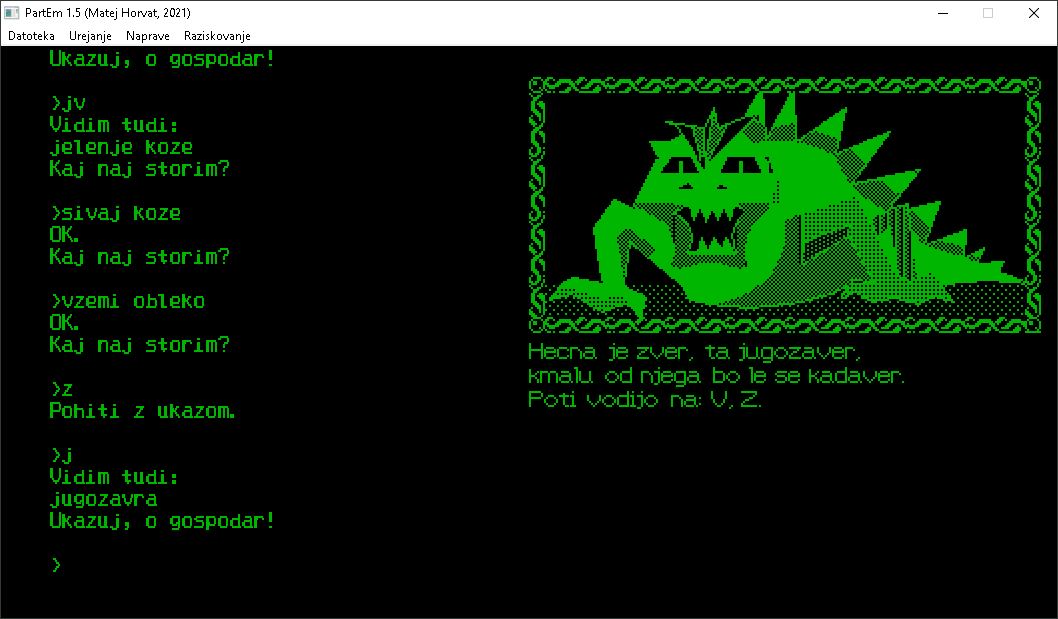 PartEm 1.5 (Matej Horvat, 2021)
Datoteka Urejanje Naprave Raziskovanje
Ukazuj, o gospodar!
>jv
Vidim tudi:
jelenje koze
Kaj naj storim?
>sivaj koze
OK.
Kaj naj storim?
>vzemi obleko
OK.
Kaj naj storim?
>z
Pohiti z ukazom.
>j
Vidim tudi:
jugozavra
Ukazuj, o gospodar!
>
Hecna je zver, ta jugozaver,
kmalu od njega bo le se kadaver.
Poti vodijo na: V, Z.